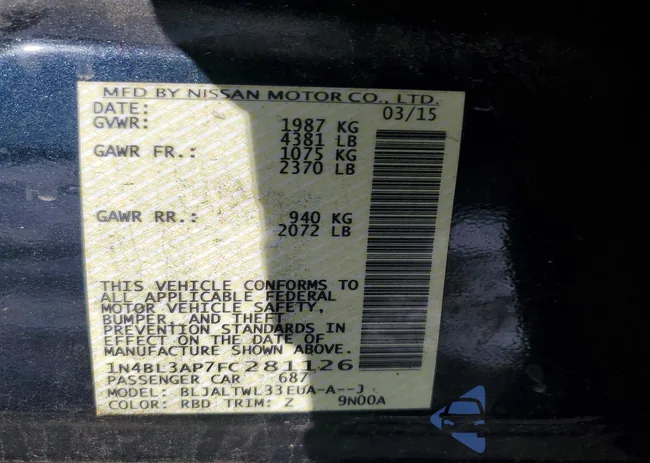 MFD BY NISSAN MOTOR CO., LTD.
DATE: 03/15
GVWR: 1987 KG
4381 LB
GAWR FR.: 1075 KG
2370 LB
GAWR RR.: 940 KG
2072 LB
THIS VEHICLE CONFORMS TO
ALL APPLICABLE FEDERAL
MOTOR VEHICLE SAFETY,
BUMPER, AND THEFT
PREVENTION STANDARDS IN
EFFECT ON THE DATE OF
MANUFACTURE SHOWN ABOVE.
1N4BL3AP7FC281126
PASSENGER CAR 687
MODEL: BLJALTWL33EUA-A--J
COLOR: RBD TRIM: Z 9N00A